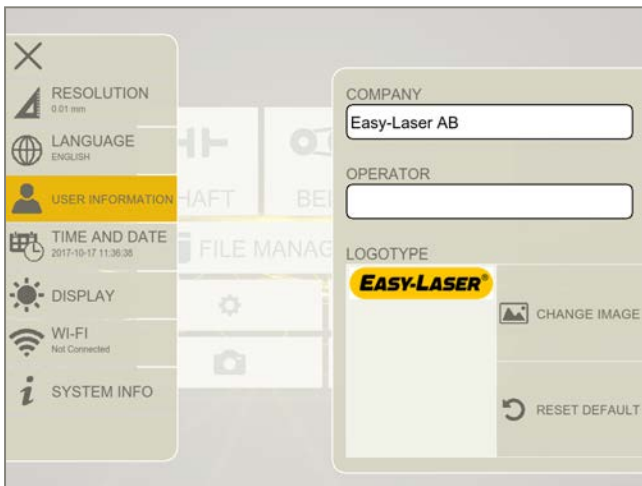 RESOLUTION
0.01 mm
LANGUAGE
ENGLISH
USER INFORMATION
TIME AND DATE
2017-10-17 11:36:38
DISPLAY
WI-FI
Not Connected
SYSTEM INFO
HAFT
BEL
FILE MANAG
COMPANY
Easy-Laser AB
OPERATOR
LOGOTYPE
EASY-LASER®
CHANGE IMAGE
RESET DEFAULT